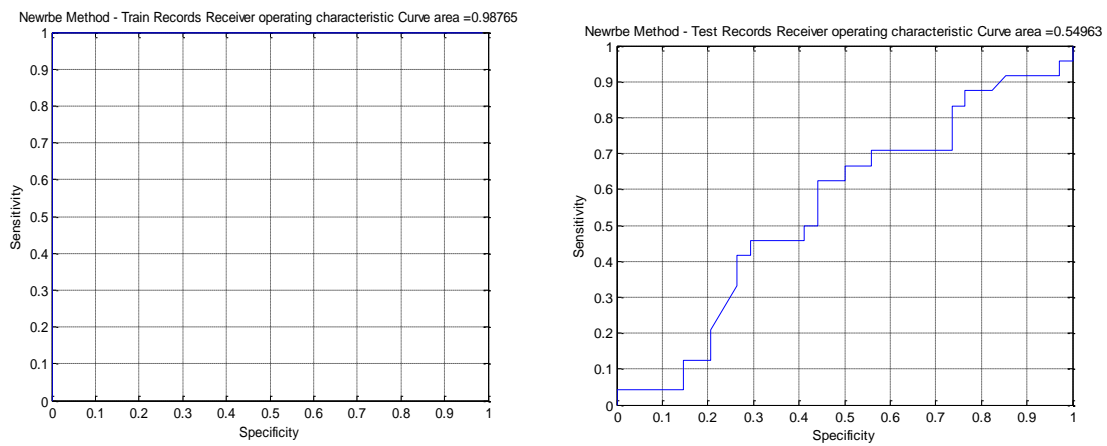 Newrbe Method - Train Records Receiver operating characteristic Curve area =0.98765
1
0.9
0.8
0.7
0.6
0.5
0.4
0.3
0.2
0.1
0
Sensitivity
0 0.1 0.2 0.3 0.4 0.5 0.6 0.7 0.8 0.9 1
Specificity
Newrbe Method - Test Records Receiver operating characteristic Curve area =0.54963
1
0.9
0.8
0.7
0.6
0.5
0.4
0.3
0.2
0.1
0
Sensitivity
0 0.1 0.2 0.3 0.4 0.5 0.6 0.7 0.8 0.9 1
Specificity